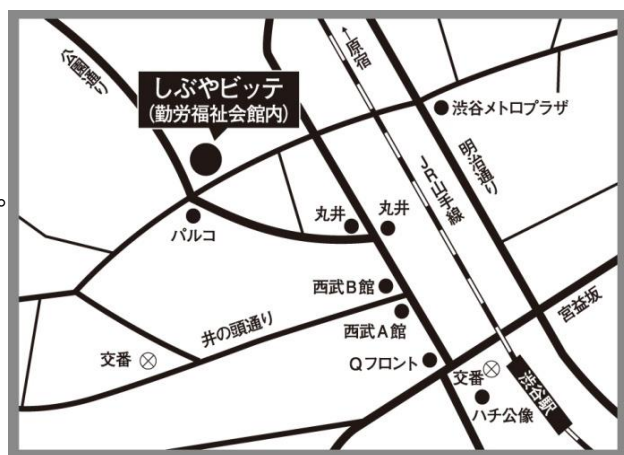 公園通り
しぶやビッテ
(勤労福祉会館内)
←原宿
渋谷メトロプラザ
JR山手線
明治通り
パルコ
丸井
丸井
西武B館
井の頭通り
西武A館
宮益坂
交番
Qフロント
交番
渋谷駅
ハチ公像